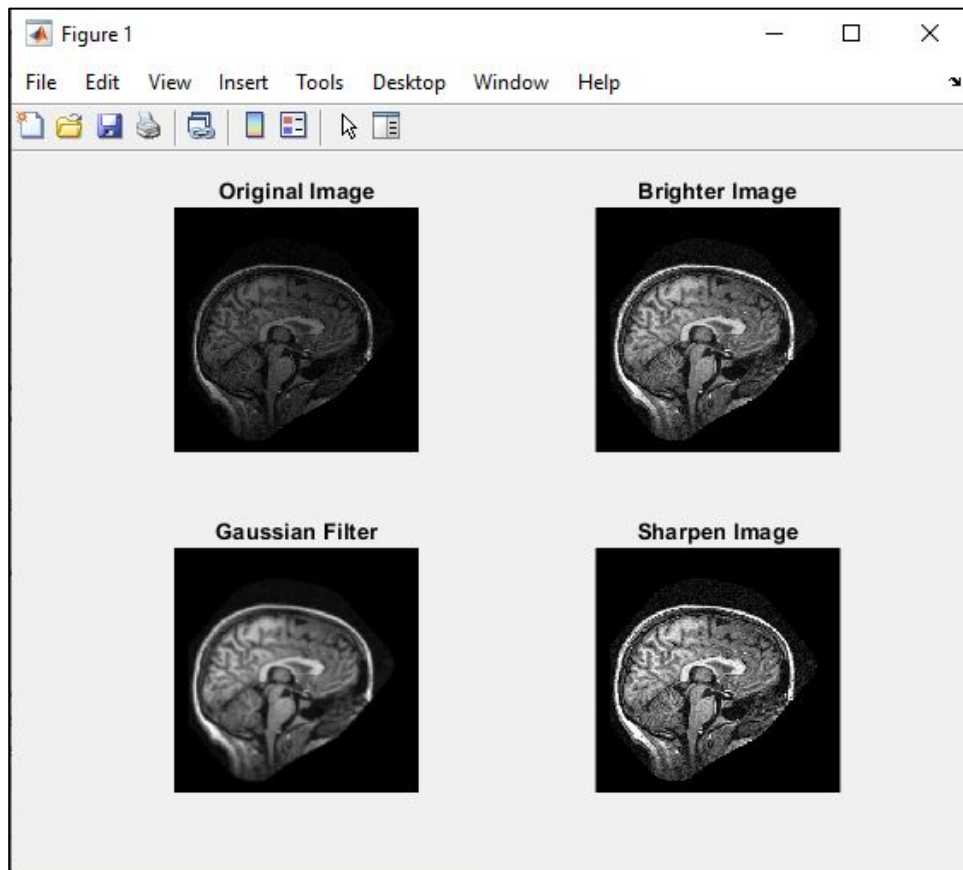 Figure 1
File Edit View Insert Tools Desktop Window Help
Original Image
Brighter Image
Gaussian Filter
Sharpen Image